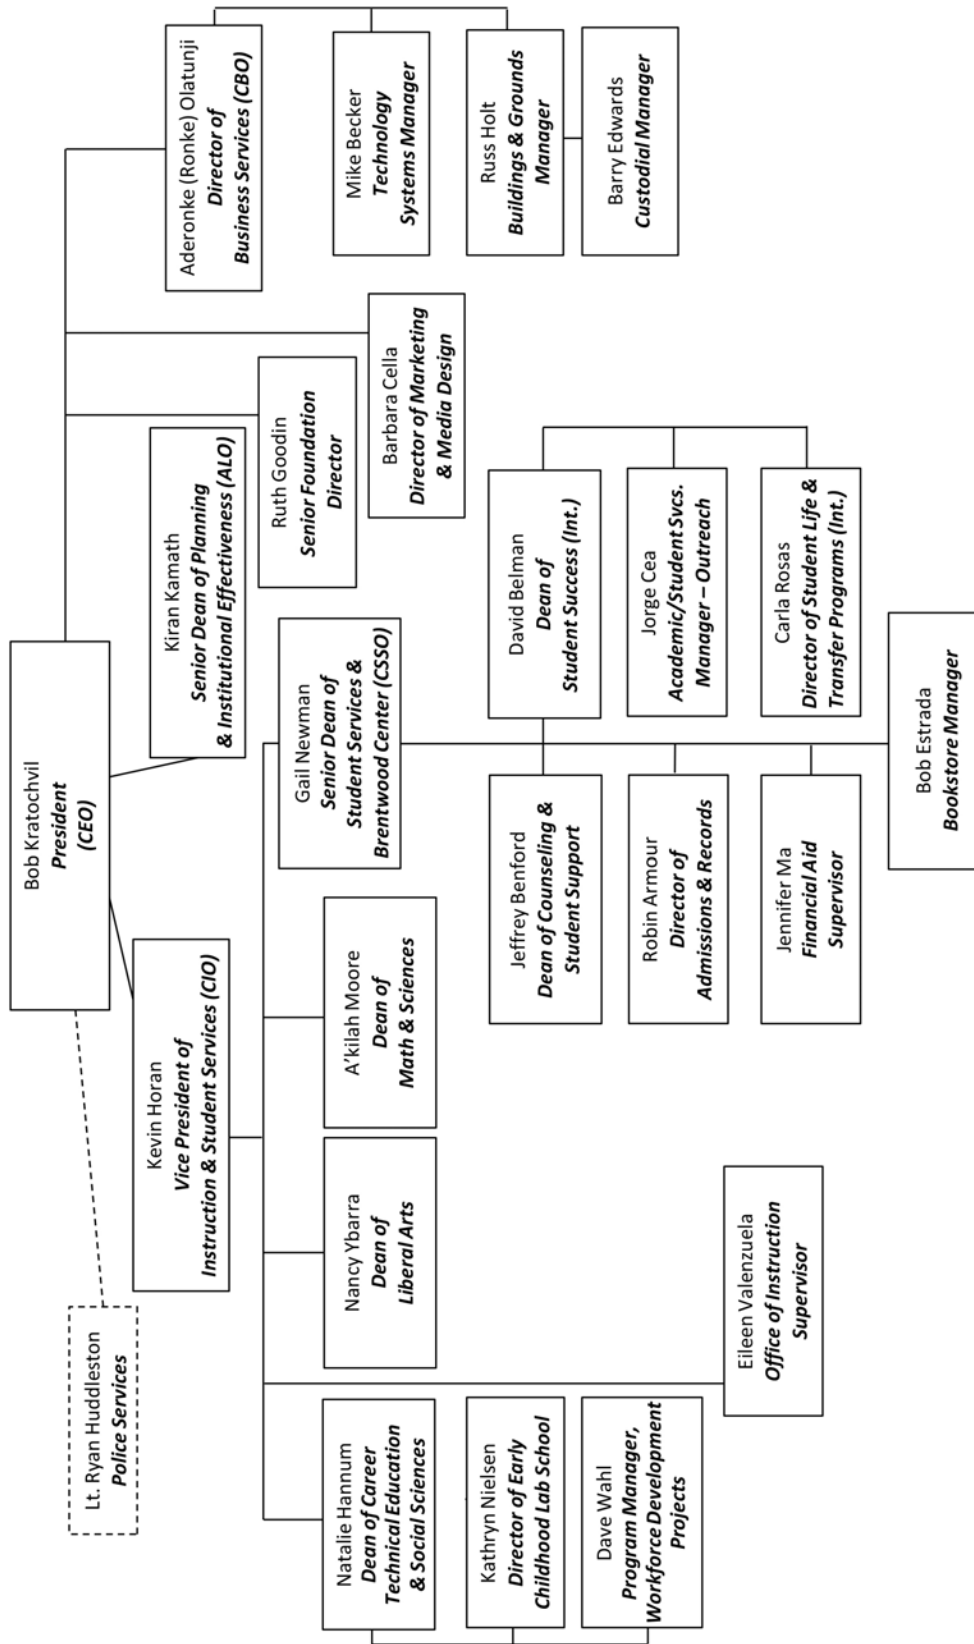 Bob Kratochvil
President
(CEO)
Lt. Ryan Huddleston
Police Services
Kevin Horan
Vice President of
Instruction & Student Services (CIO)
Kiran Kamath
Senior Dean of Planning
& Institutional Effectiveness (ALO)
Aderonke (Ronke) Olatunji
Director of
Business Services (CBO)
Ruth Goodin
Senior Foundation
Director
Barbara Cella
Director of Marketing
& Media Design
Mike Becker
Technology
Systems Manager
Russ Holt
Buildings & Grounds
Manager
Barry Edwards
Custodial Manager
Natalie Hannum
Dean of Career
Technical Education
& Social Sciences
Nancy Ybarra
Dean of
Liberal Arts
A'kilah Moore
Dean of
Math & Sciences
Gail Newman
Senior Dean of
Student Services &
Brentwood Center (CSSO)
Kathryn Nielsen
Director of Early
Childhood Lab School
Dave Wahl
Program Manager,
Workforce Development
Projects
Eileen Valenzuela
Office of Instruction
Supervisor
Jeffrey Benford
Dean of Counseling &
Student Support
David Belman
Dean of
Student Success (Int.)
Robin Armour
Director of
Admissions & Records
Jorge Cea
Academic/Student Svcs.
Manager – Outreach
Jennifer Ma
Financial Aid
Supervisor
Carla Rosas
Director of Student Life &
Transfer Programs (Int.)
Bob Estrada
Bookstore Manager